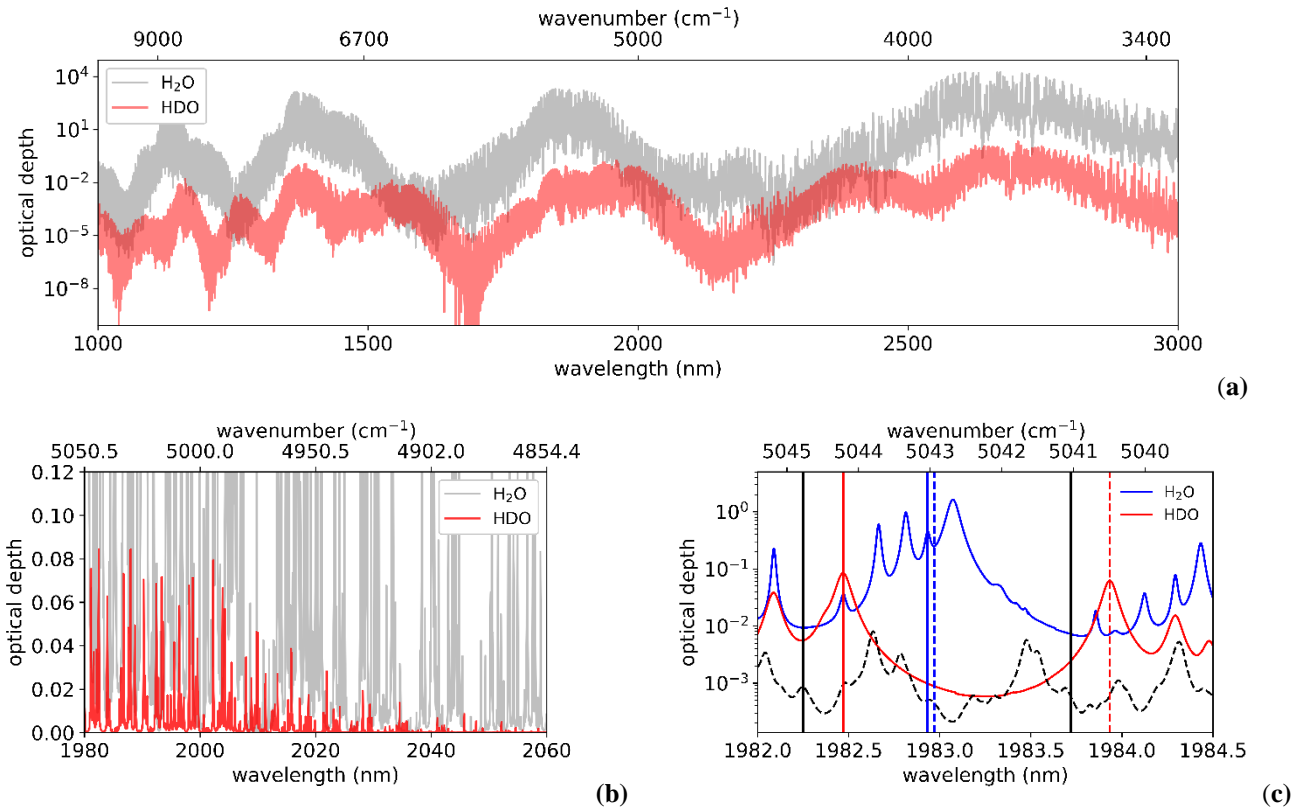 wavenumber (cm⁻¹)
9000 6700 5000 4000 3400
10⁴
10¹
10⁻²
10⁻⁵
10⁻⁸
optical depth
H₂O
HDO
1000 1500 2000 2500 3000
wavelength (nm)
(a)
wavenumber (cm⁻¹)
5050.5 5000.0 4950.5 4902.0 4854.4
0.12
0.10
0.08
0.06
0.04
0.02
0.00
optical depth
H₂O
HDO
1980 2000 2020 2040 2060
wavelength (nm)
(b)
wavenumber (cm⁻¹)
5045 5044 5043 5042 5041 5040
10⁰
10⁻¹
10⁻²
10⁻³
optical depth
H₂O
HDO
1982.0 1982.5 1983.0 1983.5 1984.0 1984.5
wavelength (nm)
(c)